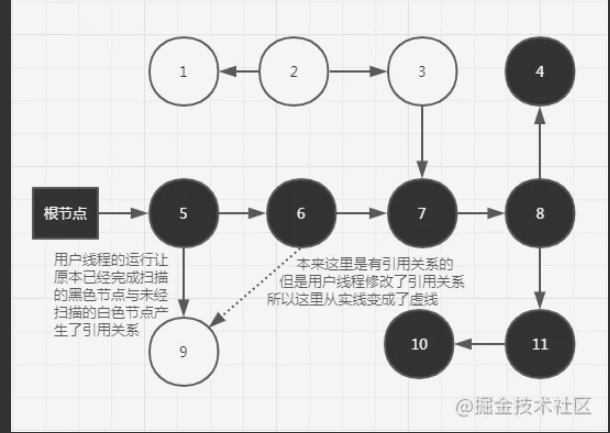 1
2
3
4
根节点
5
6
7
8
用户线程的运行让
原本已经完成扫描
的黑色节点与未经
扫描的白色节点产
生了引用关系
本来这里是有引用关系的
但是用户线程修改了引用关系
所以这里从实线变成了虚线
9
10
11
@掘金技术社区